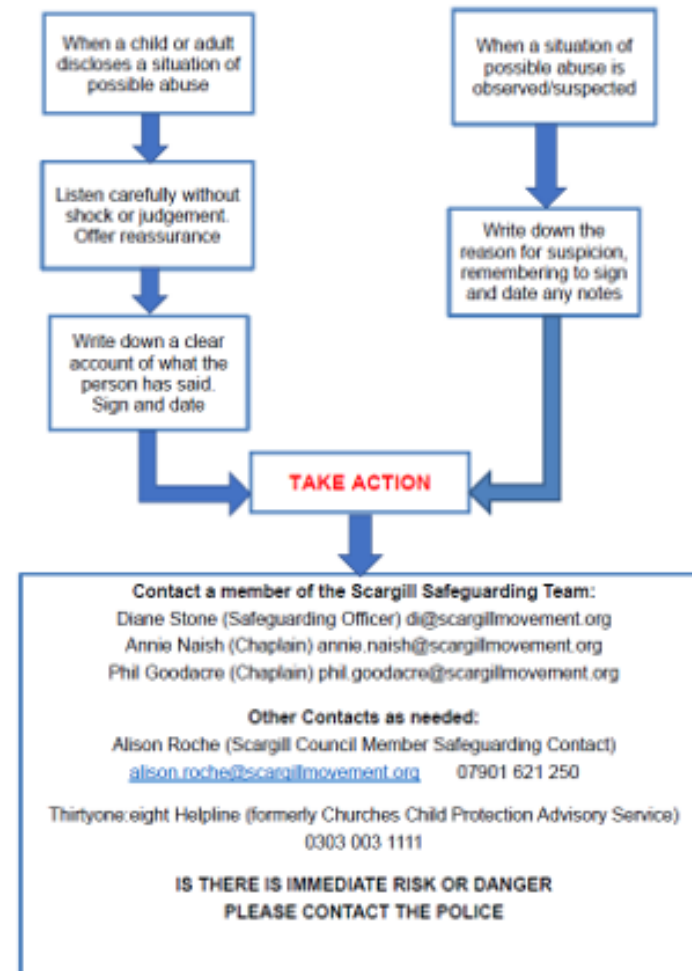 When a child or adult
discloses a situation of
possible abuse
Listen carefully without
shock or judgement.
Offer reassurance
Write down a clear
account of what the
person has said.
Sign and date
When a situation of
possible abuse is
observed/suspected
Write down the
reason for suspicion,
remembering to sign
and date any notes
TAKE ACTION
Contact a member of the Scargill Safeguarding Team:
Diane Stone (Safeguarding Officer) di@scargillmovement.org
Annie Naish (Chaplain) annie.naish@scargillmovement.org
Phil Goodacre (Chaplain) phil.goodacre@scargillmovement.org
Other Contacts as needed:
Alison Roche (Scargill Council Member Safeguarding Contact)
alison.roche@scargillmovement.org 07901 621 250
Thirtyone:eight Helpline (formerly Churches Child Protection Advisory Service)
0303 003 1111
IS THERE IS IMMEDIATE RISK OR DANGER
PLEASE CONTACT THE POLICE